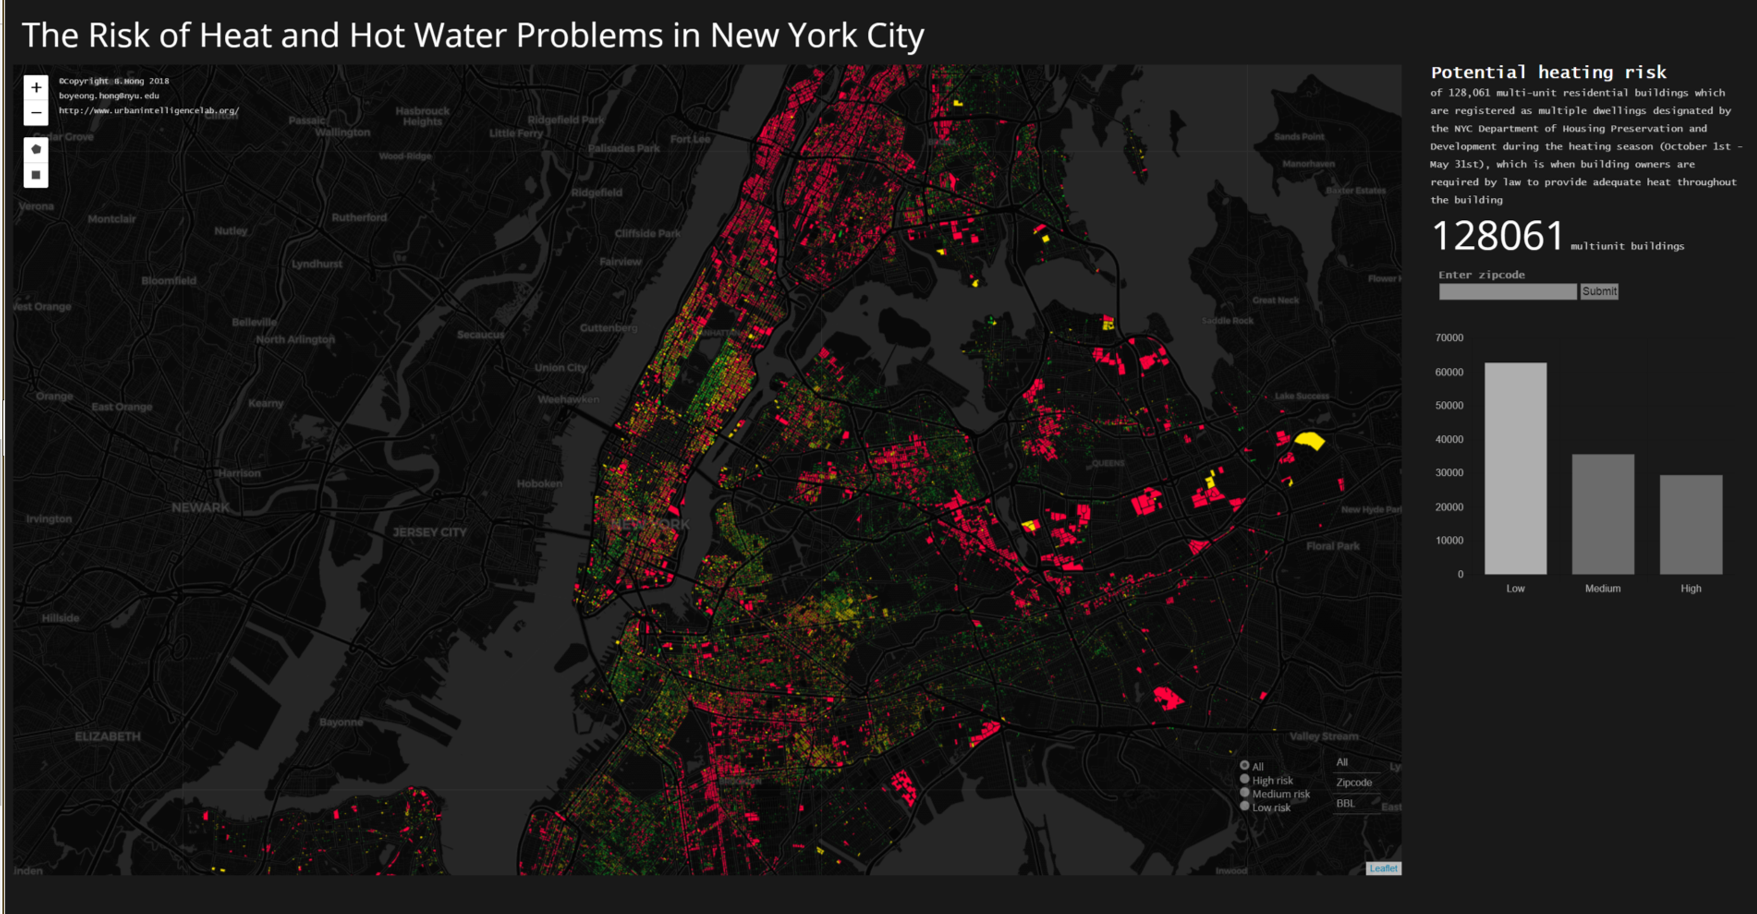 The Risk of Heat and Hot Water Problems in New York City
+
−
©Copyright B.Hong 2018
boyeong.hong@nyu.edu
http://www.urbanintelligencelab.org/
Clifton
Passaic
Wallington
Hasbrouck
Heights
Ridgefield Park
Little Ferry
Palisades Park
Fort Lee
Cedar Grove
Wood-Ridge
Ridgefield
Verona
Montclair
Nutley
Rutherford
Cliffside Park
Lyndhurst
Fairview
Bloomfield
West Orange
Belleville
North Arlington
Secaucus
Guttenberg
MANHATTAN
Union City
Orange
East Orange
Kearny
Weehawken
Harrison
Hoboken
NEWARK
Irvington
JERSEY CITY
NEW YORK
Hillside
Bayonne
ELIZABETH
BRONX
Sands Point
Manorhaven
Baxter Estates
Flower H
Great Neck
Saddle Rock
Lake Success
QUEENS
New Hyde Par
Floral Park
Valley Stream
Ly
East
BROOKLYN
Inwood
inden
All
High risk
Medium risk
Low risk
All
Zipcode
BBL
Leaflet
Potential heating risk
of 128,061 multi-unit residential buildings which
are registered as multiple dwellings designated by
the NYC Department of Housing Preservation and
Development during the heating season (October 1st –
May 31st), which is when building owners are
required by law to provide adequate heat throughout
the building
128061 multiunit buildings
Enter zipcode
Submit
70000
60000
50000
40000
30000
20000
10000
0
Low
Medium
High